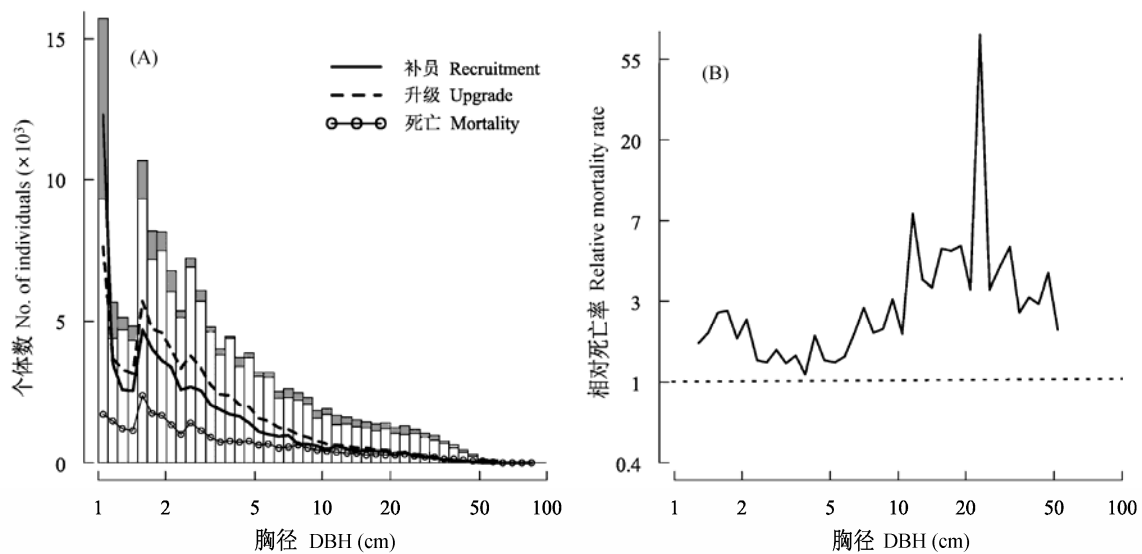 (A)
补员 Recruitment
升级 Upgrade
死亡 Mortality
个体数 No. of individuals (×10³)
15
10
5
0
1 2 5 10 20 50 100
胸径 DBH (cm)
(B)
相对死亡率 Relative mortality rate
55
20
7
3
1
0.4
1 2 5 10 20 50 100
胸径 DBH (cm)